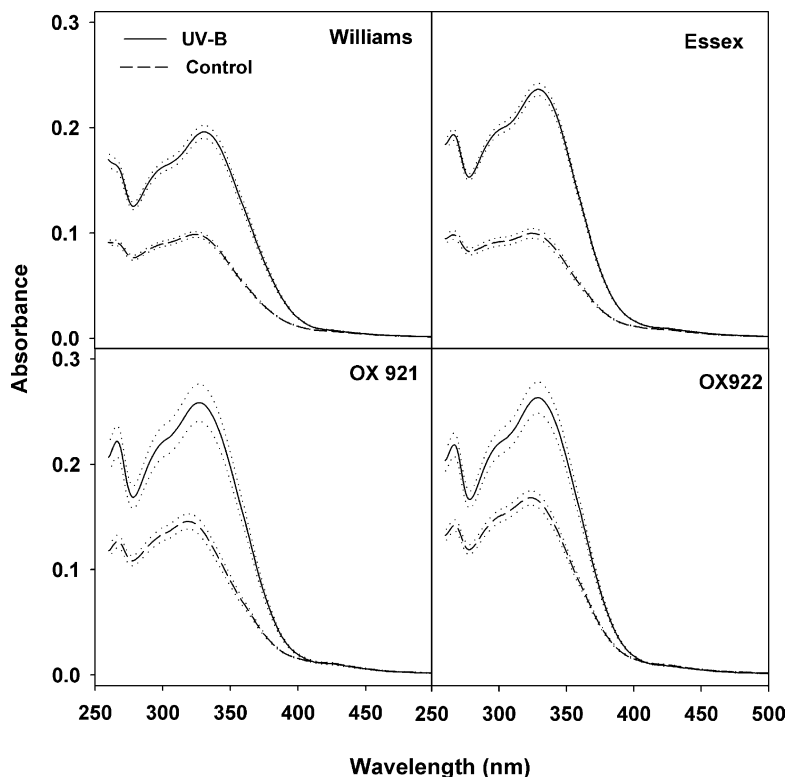 0.3
UV-B
Control
Williams
Essex
0.2
0.1
0.0
Absorbance
0.3
OX 921
OX922
0.2
0.1
0.0
250 300 350 400 450 250 300 350 400 450 500
Wavelength (nm)